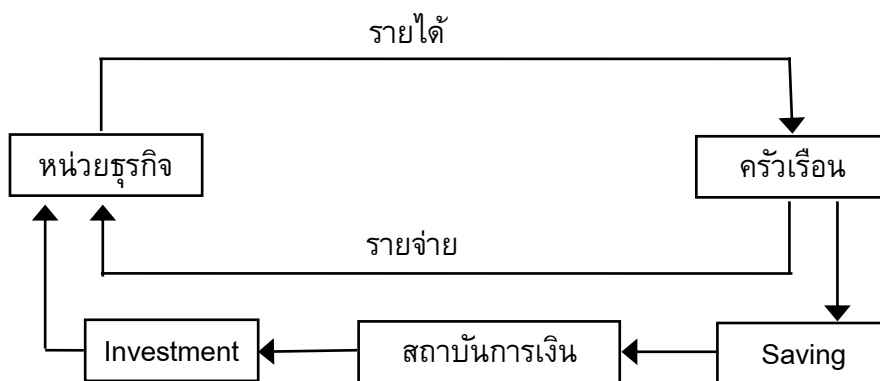 รายได้
หน่วยธุรกิจ
ครัวเรือน
รายจ่าย
Investment
สถาบันการเงิน
Saving